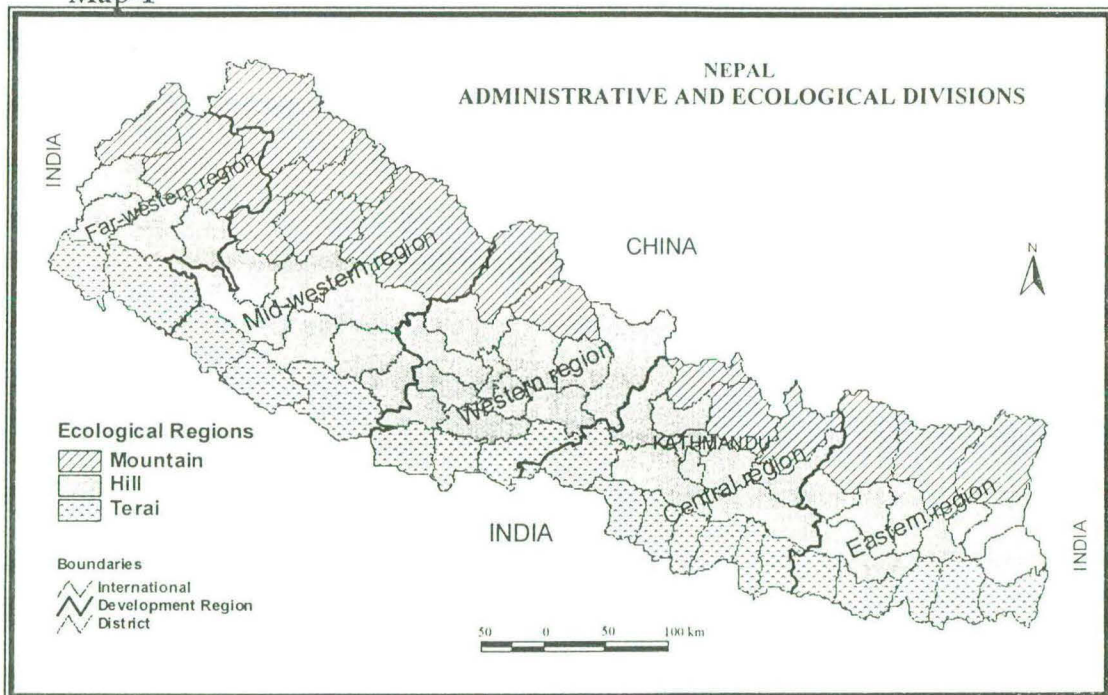 Map 1
NEPAL
ADMINISTRATIVE AND ECOLOGICAL DIVISIONS
INDIA
Far-western region
CHINA
N
Mid-western region
Western region
KATHMANDU
Central region
Eastern region
INDIA
INDIA
Ecological Regions
Mountain
Hill
Terai
Boundaries
International
Development Region
District
50 0 50 100 km